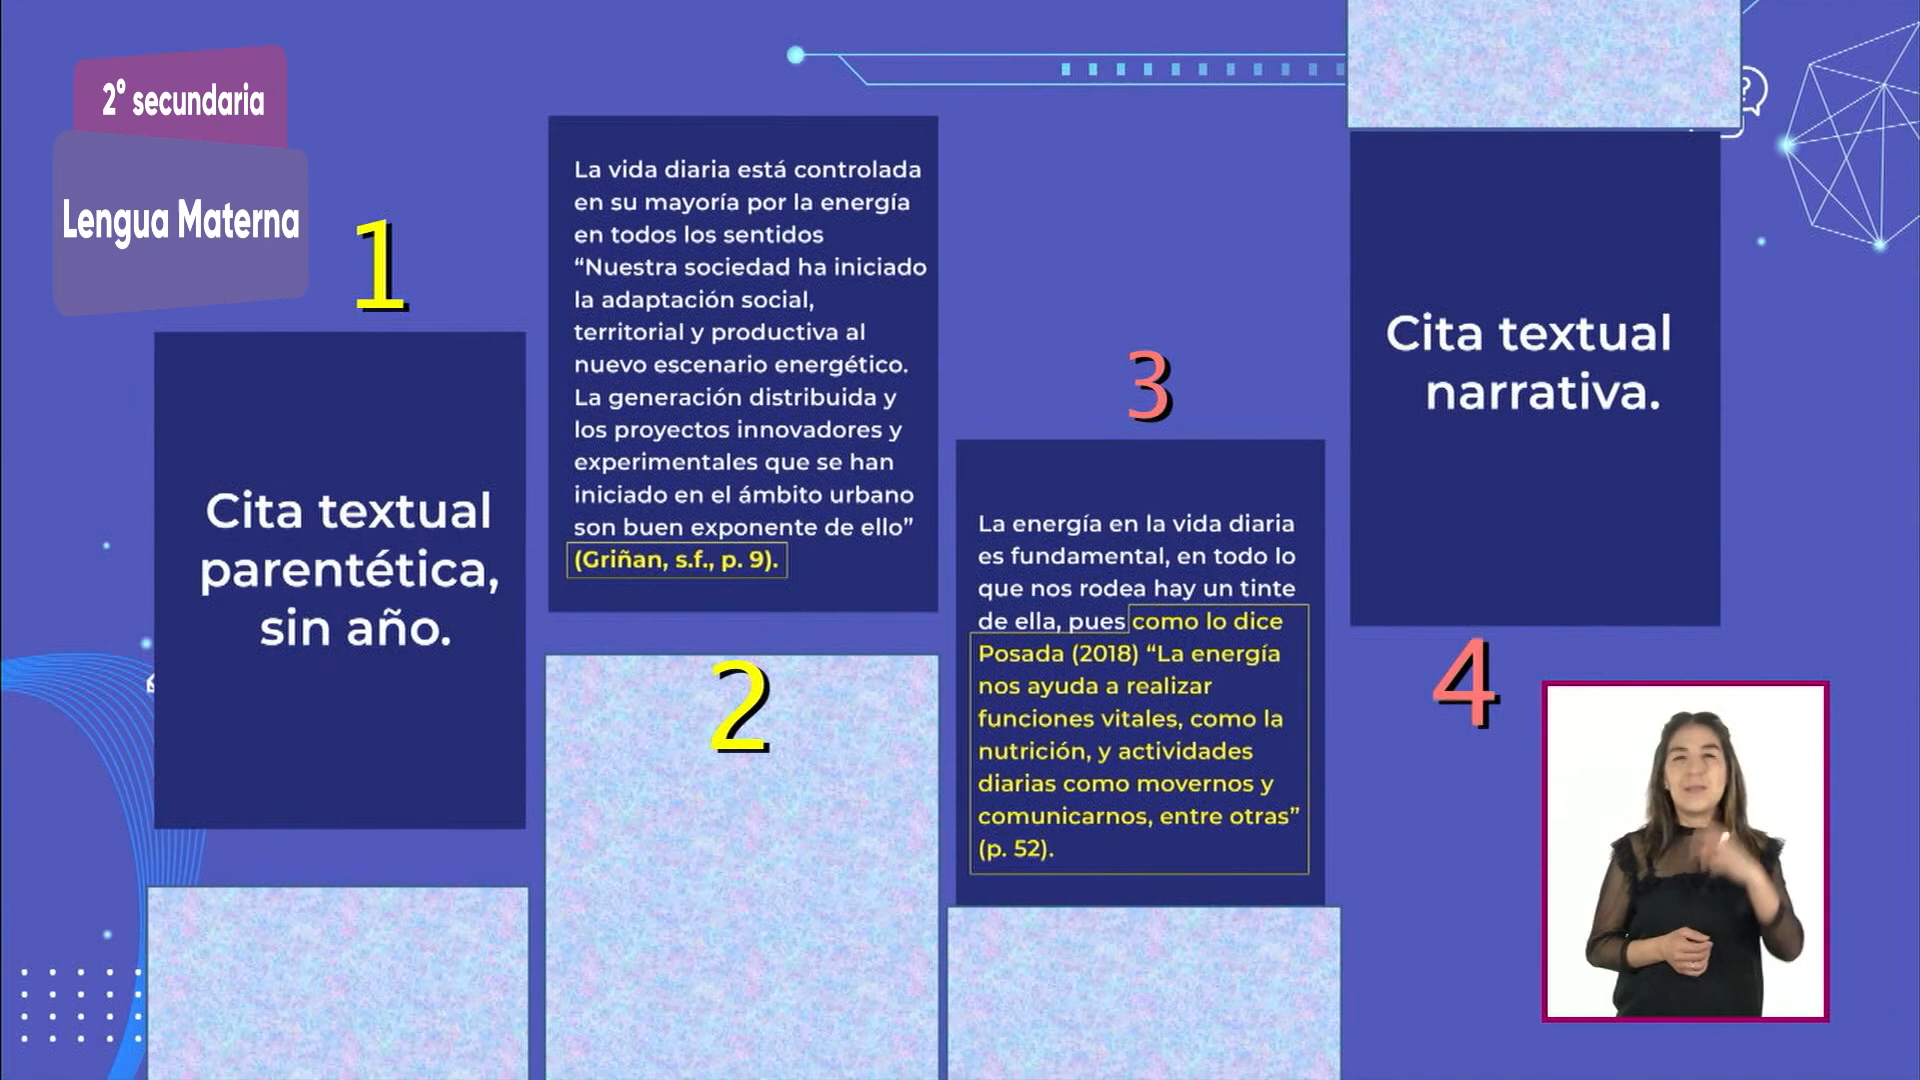 2° secundaria
Lengua Materna
1
Cita textual
parentética,
sin año.
La vida diaria está controlada
en su mayoría por la energía
en todos los sentidos
“Nuestra sociedad ha iniciado
la adaptación social,
territorial y productiva al
nuevo escenario energético.
La generación distribuida y
los proyectos innovadores y
experimentales que se han
iniciado en el ámbito urbano
son buen exponente de ello”
(Griñan, s.f., p. 9).
2
3
La energía en la vida diaria
es fundamental, en todo lo
que nos rodea hay un tinte
de ella, pues como lo dice
Posada (2018) “La energía
nos ayuda a realizar
funciones vitales, como la
nutrición, y actividades
diarias como movernos y
comunicarnos, entre otras”
(p. 52).
Cita textual
narrativa.
4
?